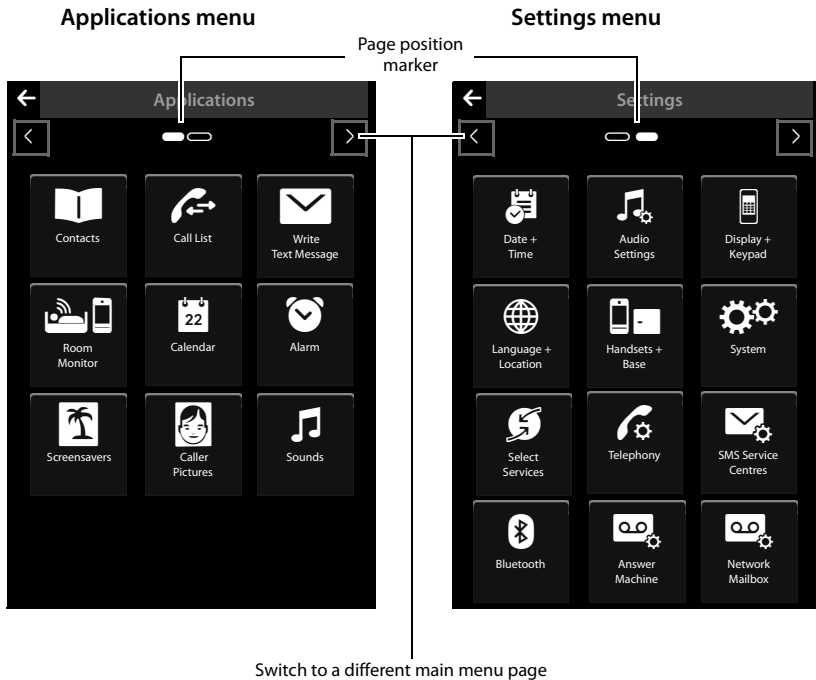 Applications menu
Settings menu
Page position
marker
Applications
Settings
Contacts
Call List
Write
Text Message
Room
Monitor
22
Calendar
Alarm
Screensavers
Caller
Pictures
Sounds
Date +
Time
Audio
Settings
Display +
Keypad
Language +
Location
Handsets +
Base
System
Select
Services
Telephony
SMS Service
Centres
Bluetooth
Answer
Machine
Network
Mailbox
Switch to a different main menu page